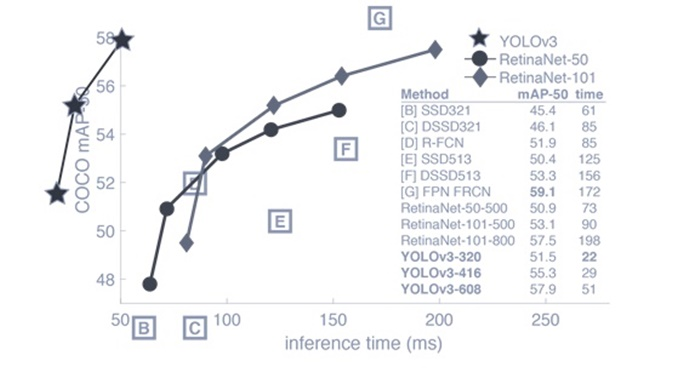 G
58
56
54
52
50
48
COCO mAP-50
D
E
F
YOLOv3
RetinaNet-50
RetinaNet-101
Method mAP-50 time
[B] SSD321 45.4 61
[C] DSSD321 46.1 85
[D] R-FCN 51.9 85
[E] SSD513 50.4 125
[F] DSSD513 53.3 156
[G] FPN FRCN 59.1 172
RetinaNet-50-500 50.9 73
RetinaNet-101-500 53.1 90
RetinaNet-101-800 57.5 198
YOLOv3-320 51.5 22
YOLOv3-416 55.3 29
YOLOv3-608 57.9 51
50 100 150 200 250
B C
inference time (ms)